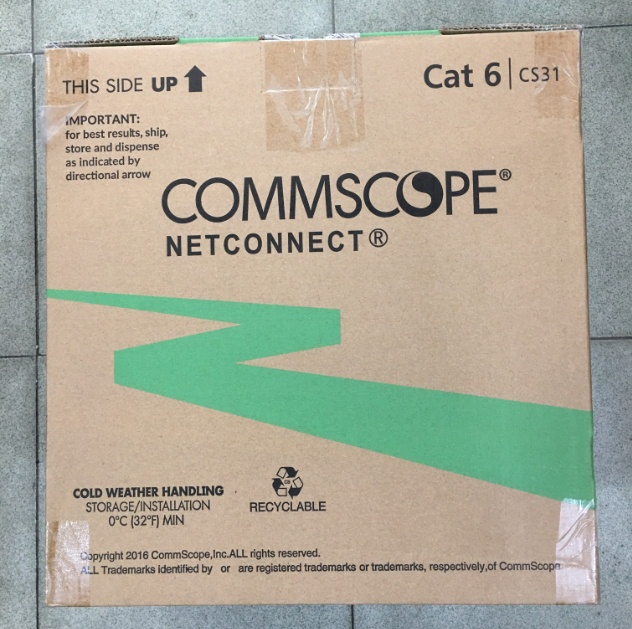 THIS SIDE UP
Cat 6 | CS31
IMPORTANT:
for best results, ship,
store and dispense
as indicated by
directional arrow
COMMSCOPE®
NETCONNECT®
COLD WEATHER HANDLING
STORAGE/INSTALLATION
0°C (32°F) MIN
RECYCLABLE
Copyright 2016 CommScope,Inc.ALL rights reserved.
ALL Trademarks identified by or are registered trademarks or trademarks, respectively,of CommScope